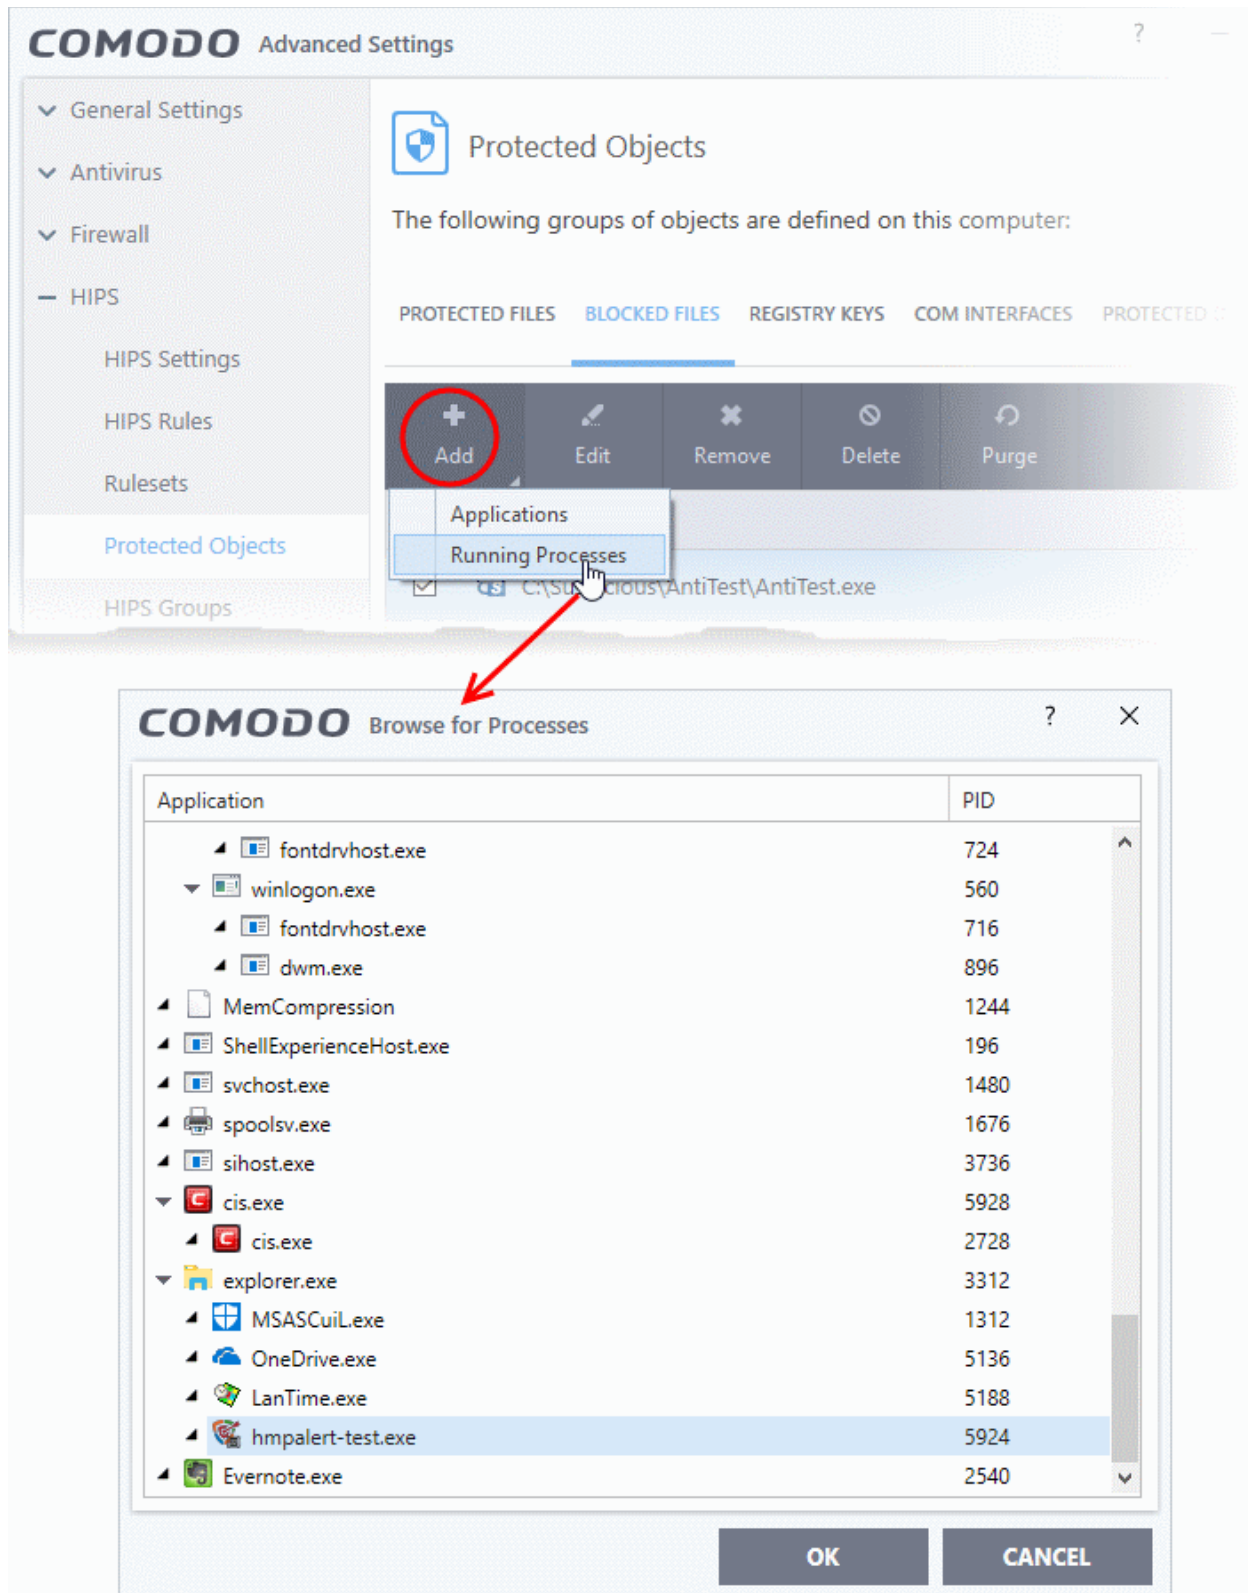 COMODO Advanced Settings ?
General Settings
Antivirus
Firewall
HIPS
HIPS Settings
HIPS Rules
Rulesets
Protected Objects
HIPS Groups
Protected Objects
The following groups of objects are defined on this computer:
PROTECTED FILES BLOCKED FILES REGISTRY KEYS COM INTERFACES PROTECTED
Add Edit Remove Delete Purge
Applications
Running Processes
AntiTest\AntiTest.exe
COMODO Browse for Processes ?
Application PID
fontdrvhost.exe 724
winlogon.exe 560
fontdrvhost.exe 716
dwm.exe 896
MemCompression 1244
ShellExperienceHost.exe 196
svchost.exe 1480
spoolsv.exe 1676
sihost.exe 3736
cis.exe 5928
cis.exe 2728
explorer.exe 3312
MSASCuiL.exe 1312
OneDrive.exe 5136
LanTime.exe 5188
hmpalert-test.exe 5924
Evernote.exe 2540
OK CANCEL